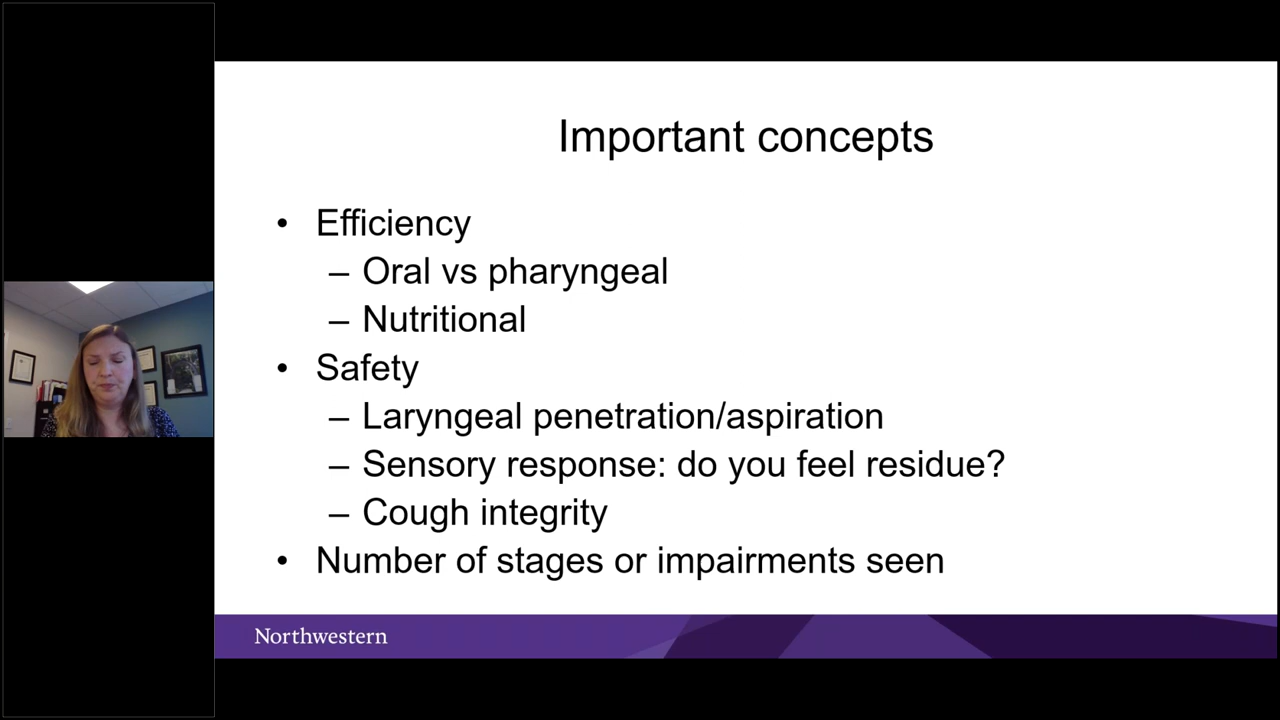 Important concepts
• Efficiency
– Oral vs pharyngeal
– Nutritional
• Safety
– Laryngeal penetration/aspiration
– Sensory response: do you feel residue?
– Cough integrity
• Number of stages or impairments seen
Northwestern